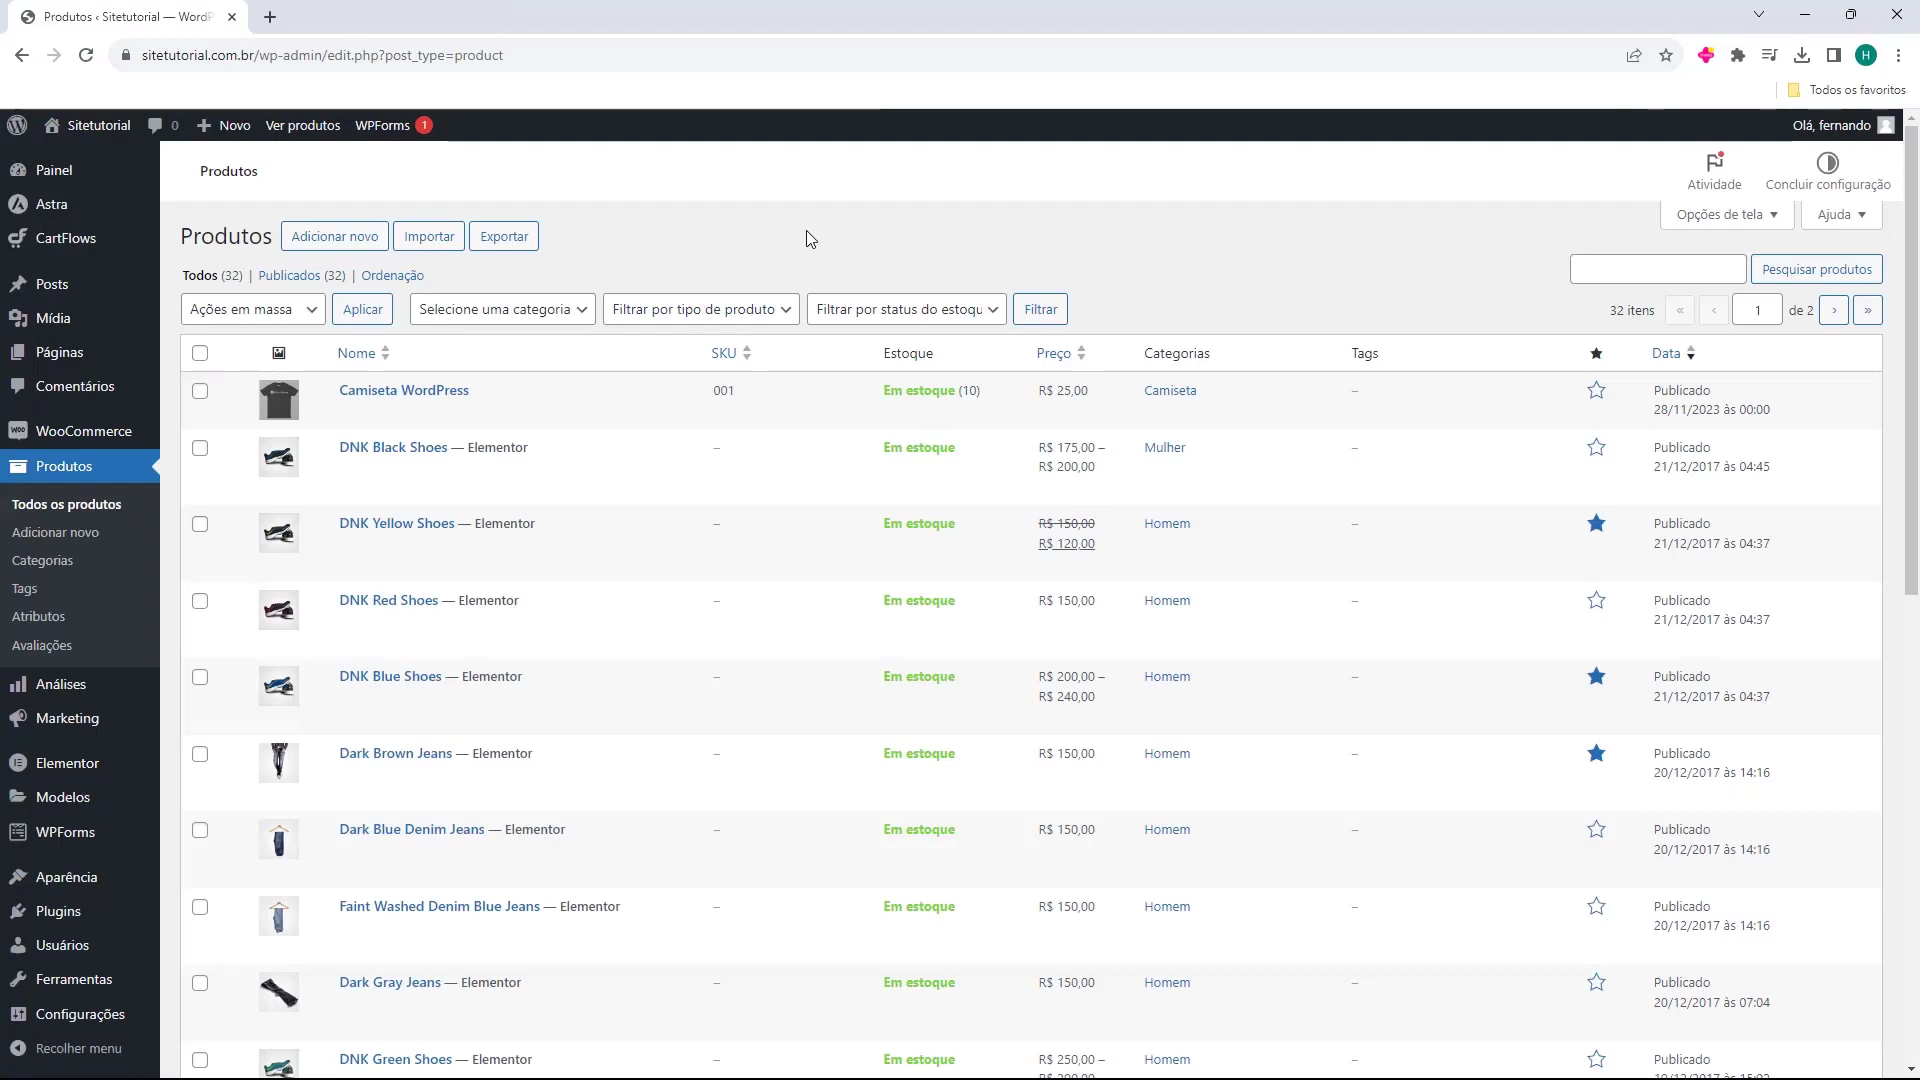 Produtos ‹ Sitetutorial — WordP
sitetutorial.com.br/wp-admin/edit.php?post_type=product
H
Todos os favoritos
Sitetutorial 0 Novo Ver produtos WPForms 1
Olá, fernando
Painel
Astra
CartFlows
Posts
Mídia
Páginas
Comentários
WooCommerce
Produtos
Todos os produtos
Adicionar novo
Categorias
Tags
Atributos
Avaliações
Análises
Marketing
Elementor
Modelos
WPForms
Aparência
Plugins
Usuários
Ferramentas
Configurações
Recolher menu
Produtos
Atividade
Concluir configuração
Opções de tela
Ajuda
Produtos Adicionar novo Importar Exportar
Todos (32) | Publicados (32) | Ordenação
Pesquisar produtos
Ações em massa Aplicar Selecione uma categoria Filtrar por tipo de produto Filtrar por status do estoqu Filtrar
32 itens « ‹ 1 de 2 › »
Nome SKU Estoque Preço Categorias Tags Data
Camiseta WordPress 001 Em estoque (10) R$ 25,00 Camiseta – Publicado
28/11/2023 às 00:00
DNK Black Shoes — Elementor – Em estoque R$ 175,00 – Mulher – Publicado
R$ 200,00 21/12/2017 às 04:45
DNK Yellow Shoes — Elementor – Em estoque R$ 150,00 Homem – Publicado
R$ 120,00 21/12/2017 às 04:37
DNK Red Shoes — Elementor – Em estoque R$ 150,00 Homem – Publicado
21/12/2017 às 04:37
DNK Blue Shoes — Elementor – Em estoque R$ 200,00 – Homem – Publicado
R$ 240,00 21/12/2017 às 04:37
Dark Brown Jeans — Elementor – Em estoque R$ 150,00 Homem – Publicado
20/12/2017 às 14:16
Dark Blue Denim Jeans — Elementor – Em estoque R$ 150,00 Homem – Publicado
20/12/2017 às 14:16
Faint Washed Denim Blue Jeans — Elementor – Em estoque R$ 150,00 Homem – Publicado
20/12/2017 às 14:16
Dark Gray Jeans — Elementor – Em estoque R$ 150,00 Homem – Publicado
20/12/2017 às 07:04
DNK Green Shoes — Elementor – Em estoque R$ 250,00 – Homem – Publicado